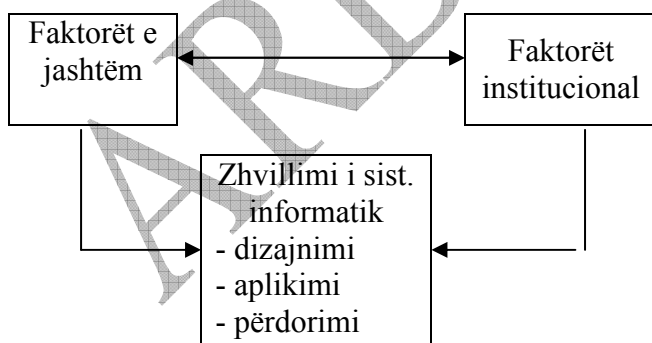 Faktorët e
jashtëm
Faktorët
institucional
Zhvillimi i sist.
informatik
- dizajnimi
- aplikimi
- përdorimi